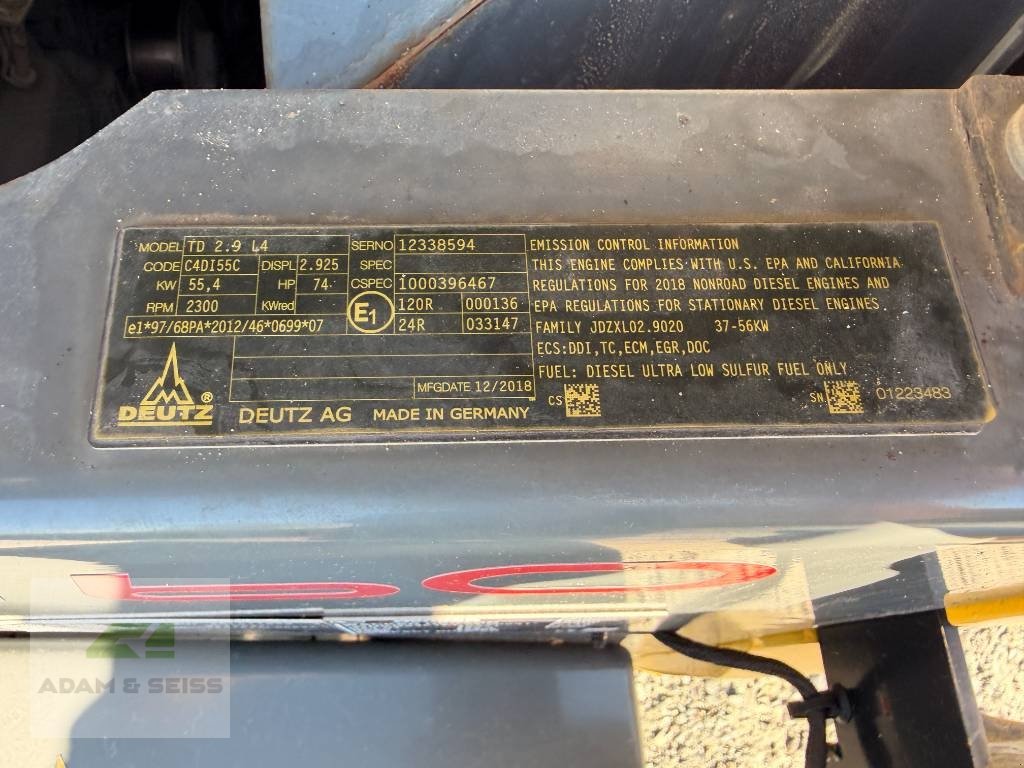 MODEL TD 2.9 L4 SERNO 12338594
CODE C4DI55C DISPL 2.925 SPEC
KW 55,4 HP 74 CSPEC 1000396467
RPM 2300 KWred E1 120R 000136
e1*97/68PA*2012/46*0699*07 24R 033147
MFGDATE 12/2018
DEUTZ ® DEUTZ AG MADE IN GERMANY
EMISSION CONTROL INFORMATION
THIS ENGINE COMPLIES WITH U.S. EPA AND CALIFORNIA
REGULATIONS FOR 2018 NONROAD DIESEL ENGINES AND
EPA REGULATIONS FOR STATIONARY DIESEL ENGINES.
FAMILY JDZXL02.9020 37-56KW
ECS:DDI,TC,ECM,EGR,DOC
FUEL: DIESEL ULTRA LOW SULFUR FUEL ONLY
CS SN 01223483
ADAM & SEISS